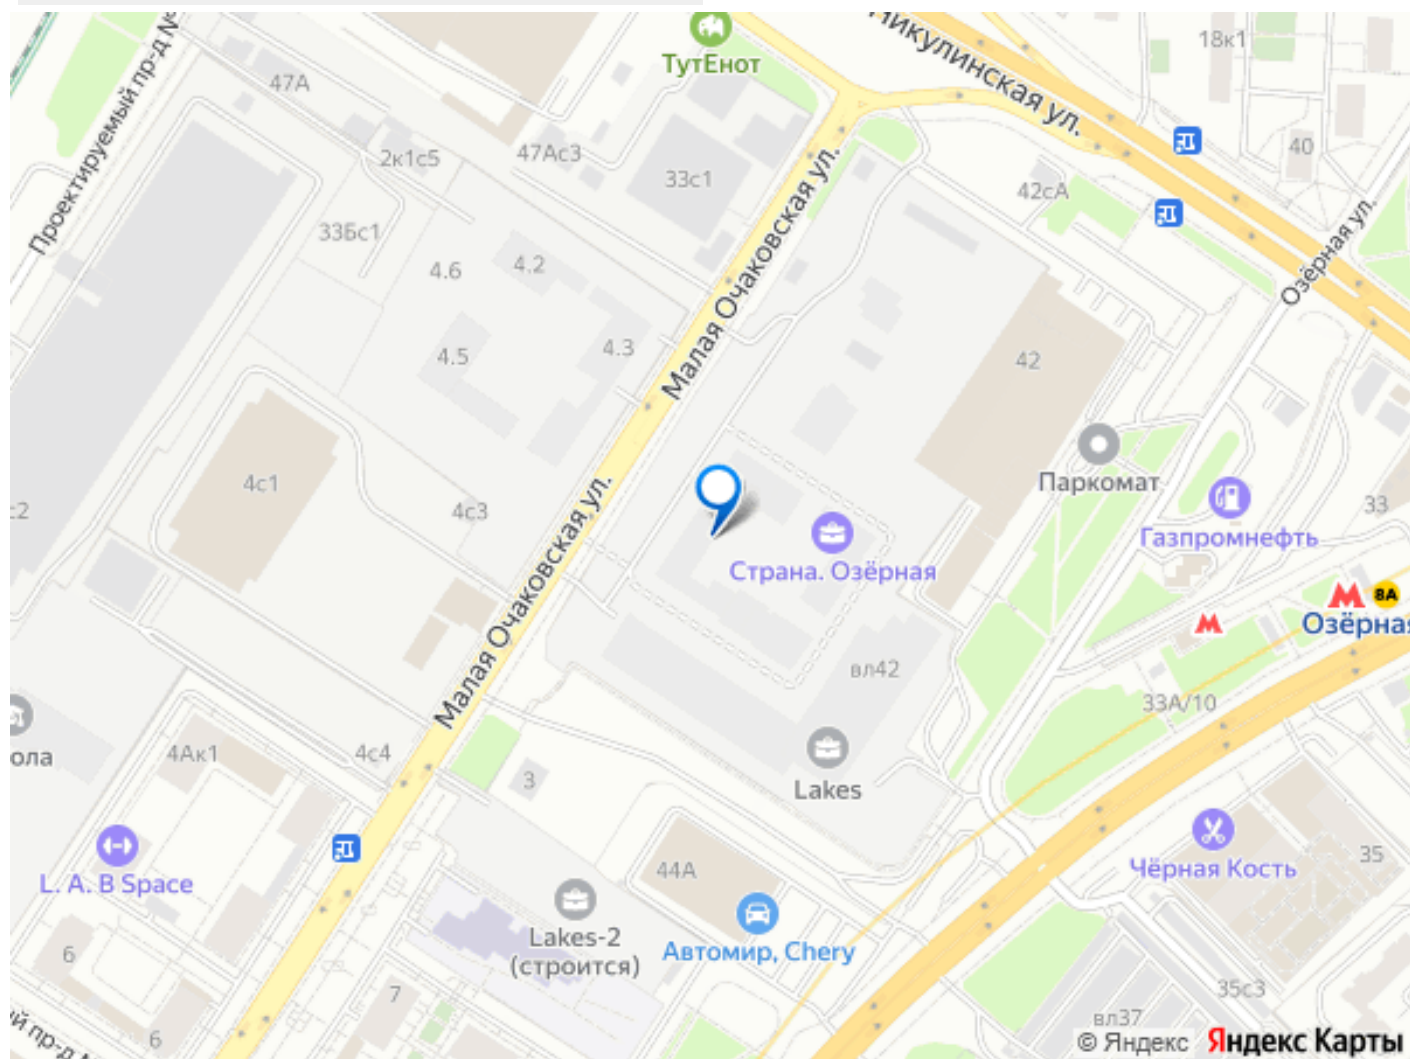 Никулинская ул.
18к1
ТутЕнот
47А
Проектируемый пр-д №
2к1с5
47Ас3
40
33с1
42сА
Малая Очаковская ул.
Озёрная ул.
33Бс1
4.6
4.2
4.5
4.3
42
Паркомат
4с1
4с3
33
Газпромнефть
Страна. Озёрная
8А
Озёрная
вл42
33А/10
ола
4Ак1
4с4
Малая Очаковская ул.
3
Lakes
L. A. B Space
44А
Чёрная Кость
35
Lakes-2
(строится)
Автомир, Chery
6
7
35с3
6
вл37
© Яндекс Яндекс Карты